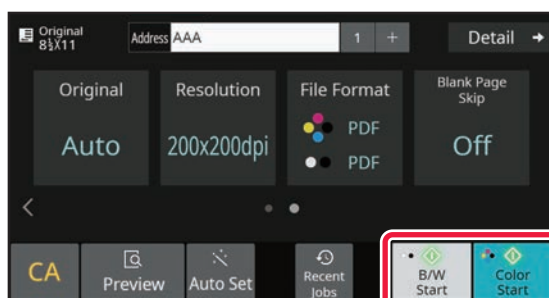 Original
8½X11
Address AAA 1 +
Detail
Original
Auto
Resolution
200x200dpi
File Format
PDF
PDF
Blank Page
Skip
Off
CA
Preview
Auto Set
Recent
Jobs
B/W
Start
Color
Start